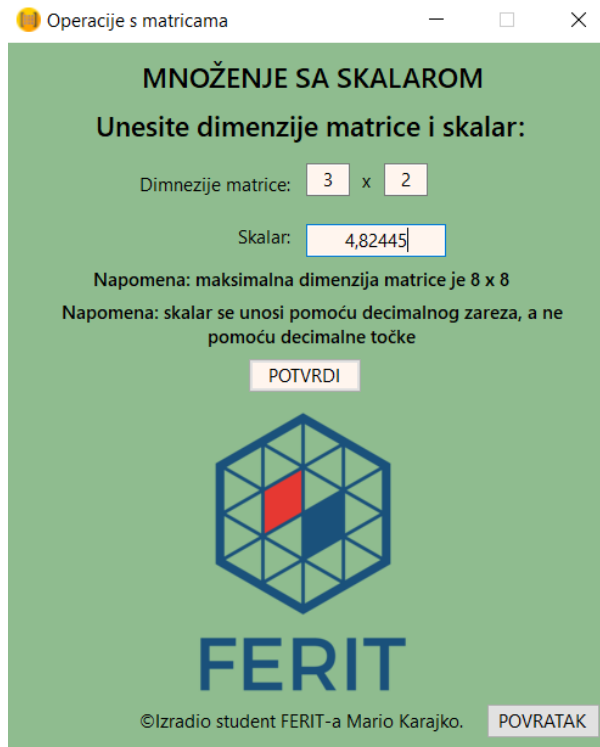 Operacije s matricama
MNOŽENJE SA SKALAROM
Unesite dimenzije matrice i skalar:
Dimnezije matrice: 3 x 2
Skalar: 4,82445
Napomena: maksimalna dimenzija matrice je 8 x 8
Napomena: skalar se unosi pomoću decimalnog zareza, a ne
pomoću decimalne točke
POTVRDI
FERIT
©Izradio student FERIT-a Mario Karajko.
POVRATAK